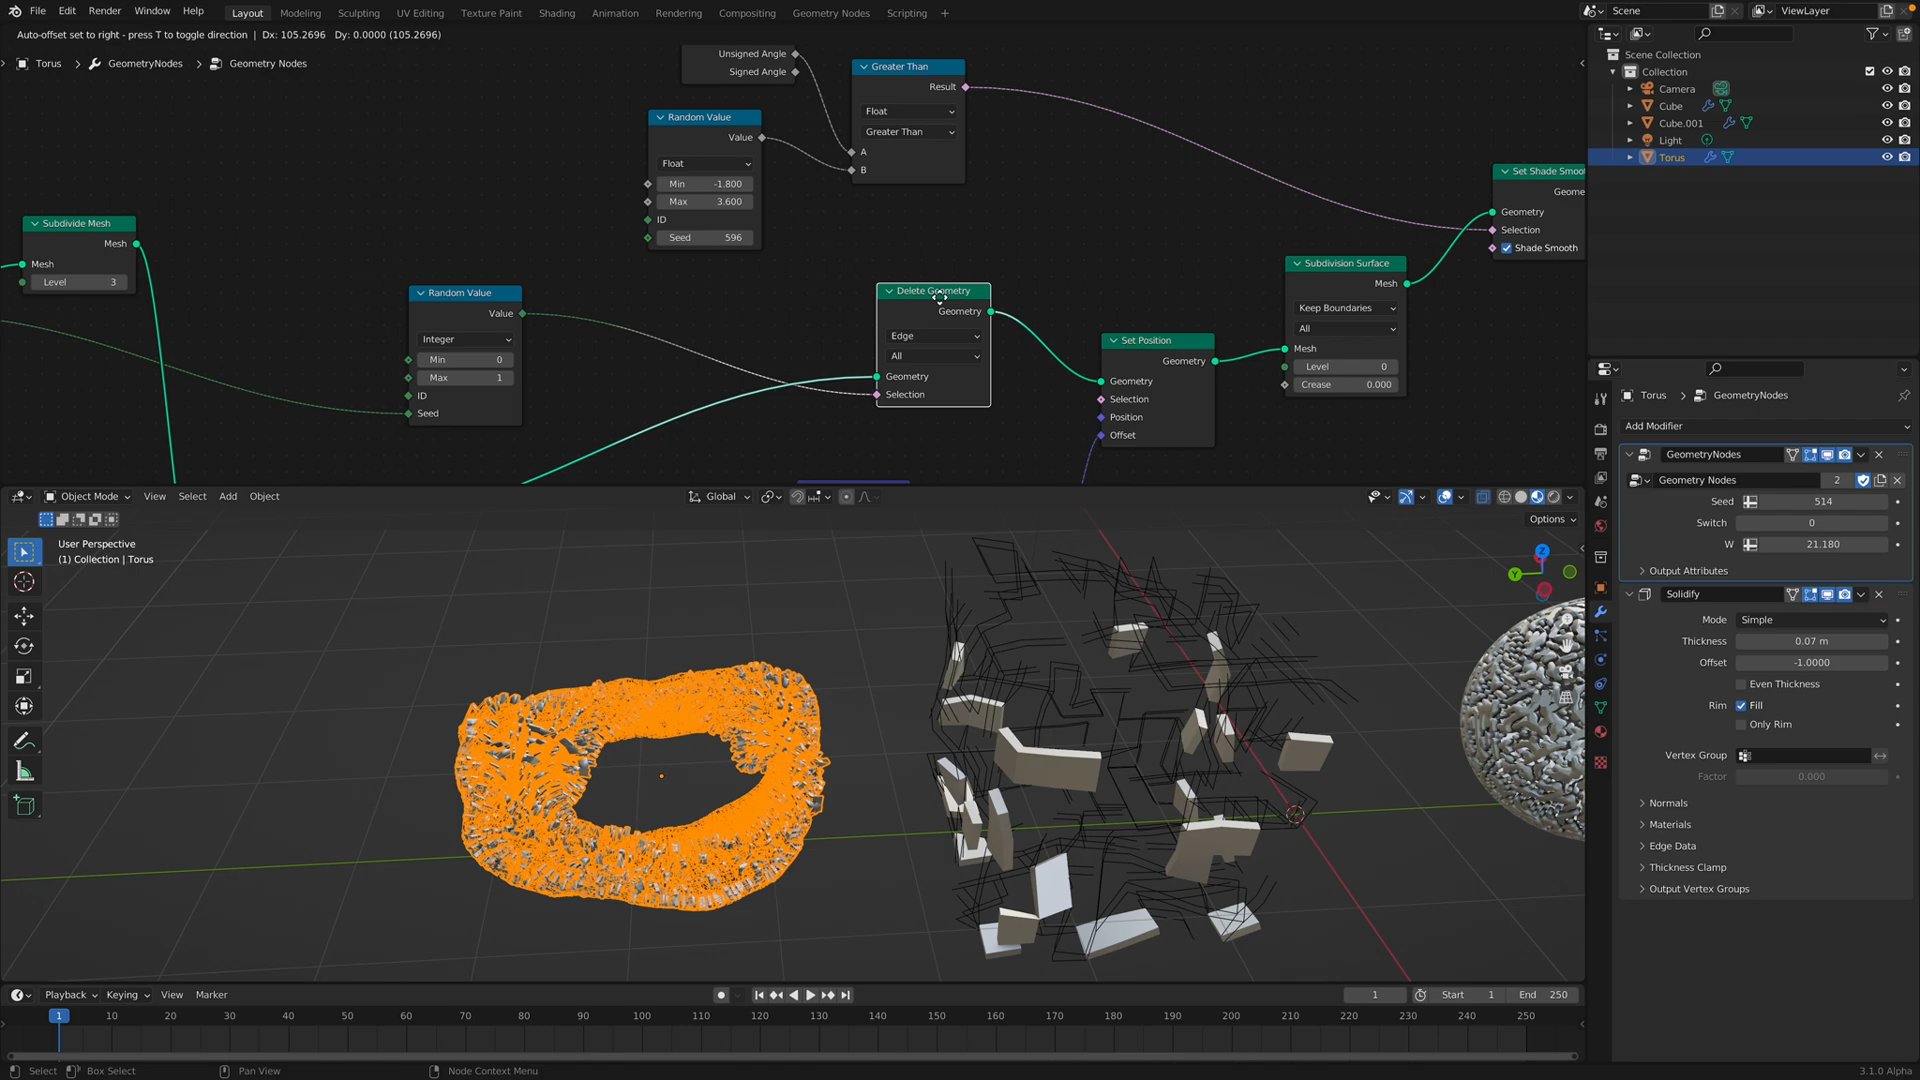 File Edit Render Window Help Layout Modeling Sculpting UV Editing Texture Paint Shading Animation Rendering Compositing Geometry Nodes Scripting + Scene ViewLayer
Auto-offset set to right - press T to toggle direction | Dx: 105.2696 Dy: 0.0000 (105.2696)
Torus > GeometryNodes > Geometry Nodes
Unsigned Angle
Signed Angle
Greater Than
Result
Float
Greater Than
A
B
Random Value
Value
Float
Min -1.800
Max 3.600
ID
Seed 596
Subdivide Mesh
Mesh
Mesh
Level 3
Random Value
Value
Integer
Min 0
Max 1
ID
Seed
Delete Geometry
Geometry
Edge
All
Geometry
Selection
Set Position
Geometry
Geometry
Selection
Position
Offset
Subdivision Surface
Mesh
Keep Boundaries
All
Mesh
Level 0
Crease 0.000
Set Shade Smoo
Geome
Geometry
Selection
Shade Smooth
Object Mode View Select Add Object Global
Options
User Perspective
(1) Collection | Torus
Z
Y
Scene Collection
Collection
Camera
Cube
Cube.001
Light
Torus
Torus > GeometryNodes
Add Modifier
GeometryNodes
Geometry Nodes 2
Seed 514
Switch 0
W 21.180
Output Attributes
Solidify
Mode Simple
Thickness 0.07 m
Offset -1.0000
Even Thickness
Rim Fill
Only Rim
Vertex Group
Factor 0.000
Normals
Materials
Edge Data
Thickness Clamp
Output Vertex Groups
Playback Keying View Marker 1 Start 1 End 250
1 10 20 30 40 50 60 70 80 90 100 110 120 130 140 150 160 170 180 190 200 210 220 230 240 250
Select Box Select Pan View Node Context Menu 3.1.0 Alpha